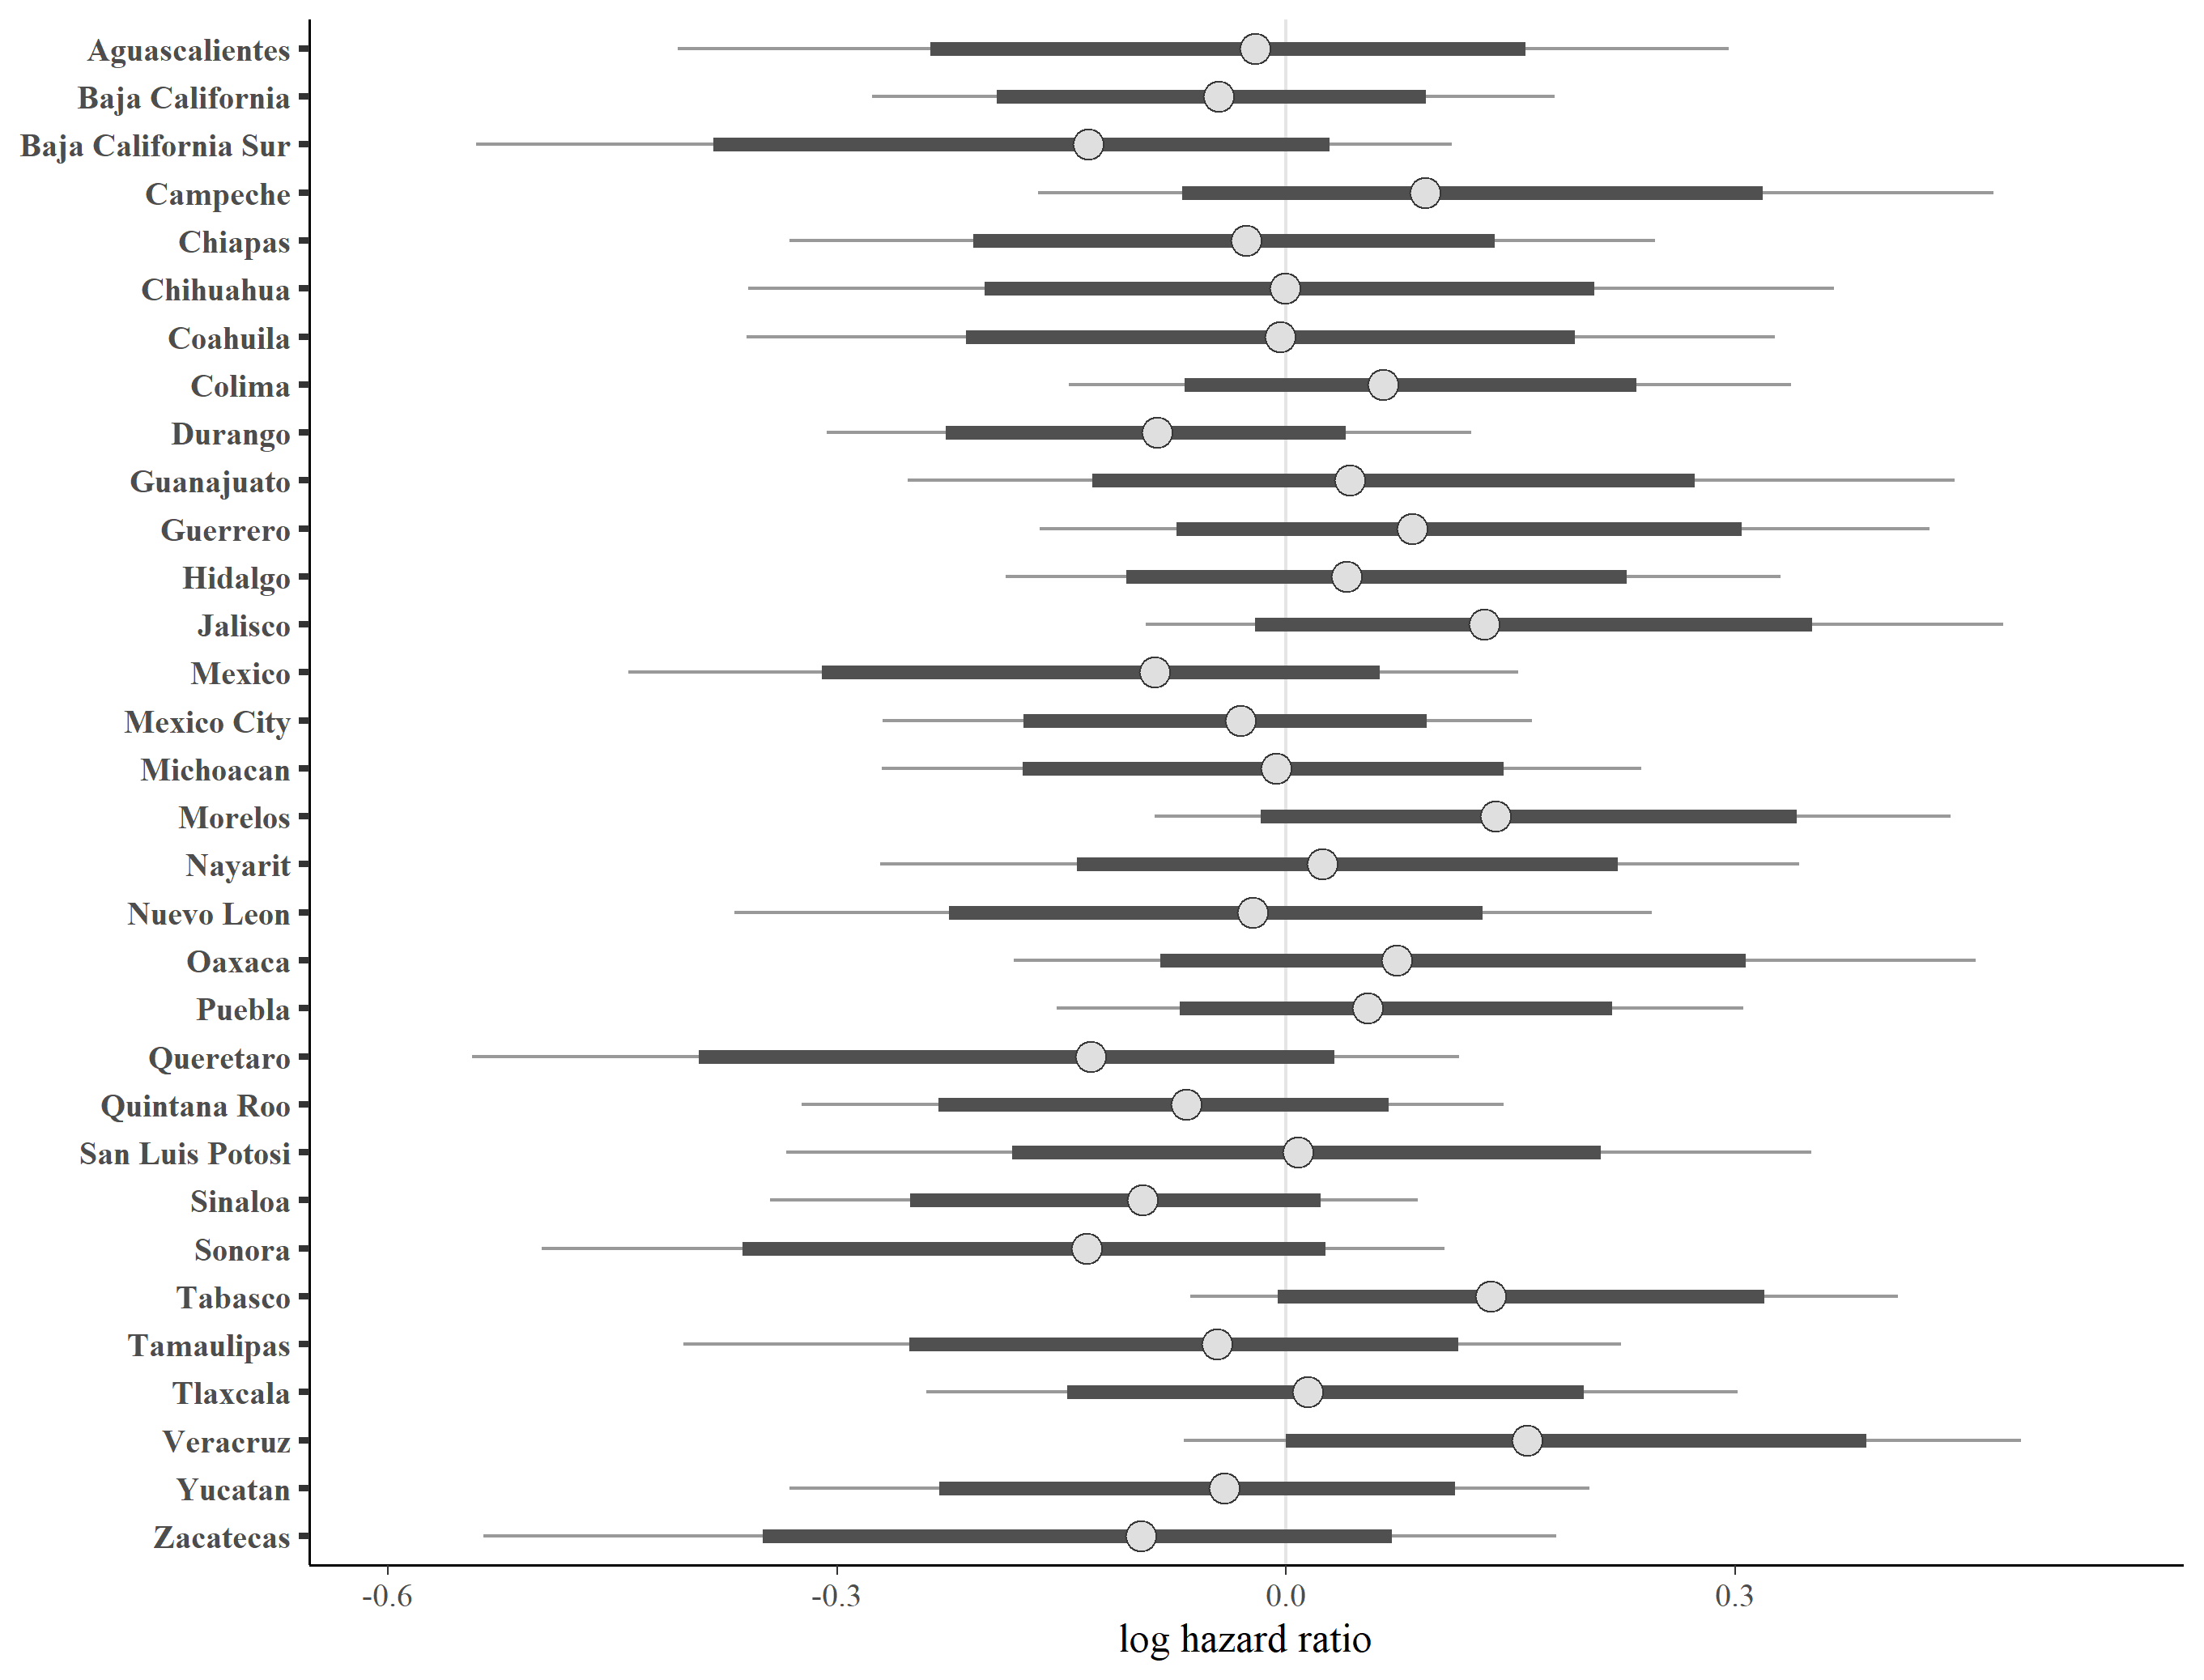 Aguascalientes
Baja California
Baja California Sur
Campeche
Chiapas
Chihuahua
Coahuila
Colima
Durango
Guanajuato
Guerrero
Hidalgo
Jalisco
Mexico
Mexico City
Michoacan
Morelos
Nayarit
Nuevo Leon
Oaxaca
Puebla
Queretaro
Quintana Roo
San Luis Potosi
Sinaloa
Sonora
Tabasco
Tamaulipas
Tlaxcala
Veracruz
Yucatan
Zacatecas
-0.6 -0.3 0.0 0.3
log hazard ratio